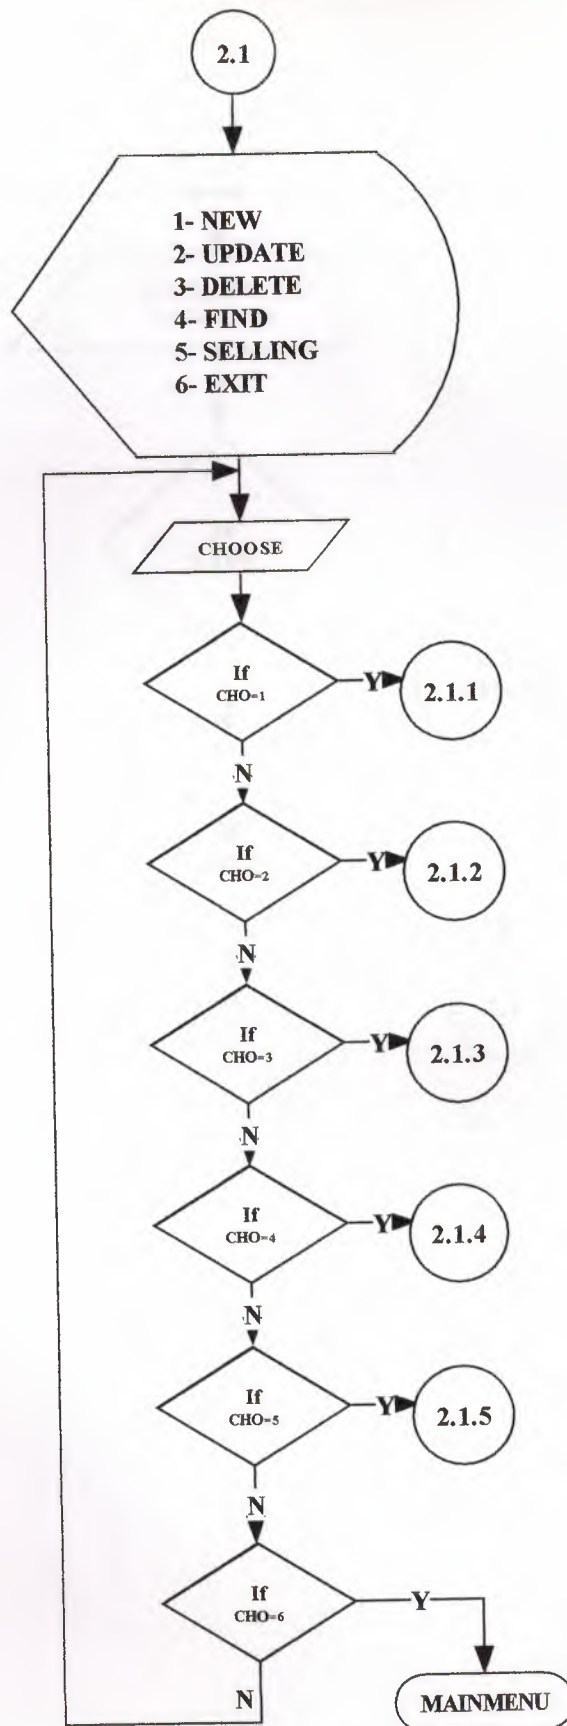 2.1
1- NEW
2- UPDATE
3- DELETE
4- FIND
5- SELLING
6- EXIT
CHOOSE
If
CHO=1
Y
2.1.1
N
If
CHO=2
Y
2.1.2
N
If
CHO=3
Y
2.1.3
N
If
CHO=4
Y
2.1.4
N
If
CHO=5
Y
2.1.5
N
If
CHO=6
Y
N
MAINMENU